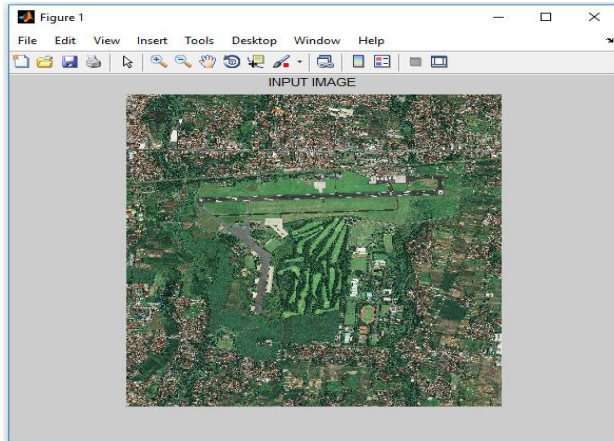 Figure 1
File Edit View Insert Tools Desktop Window Help
INPUT IMAGE